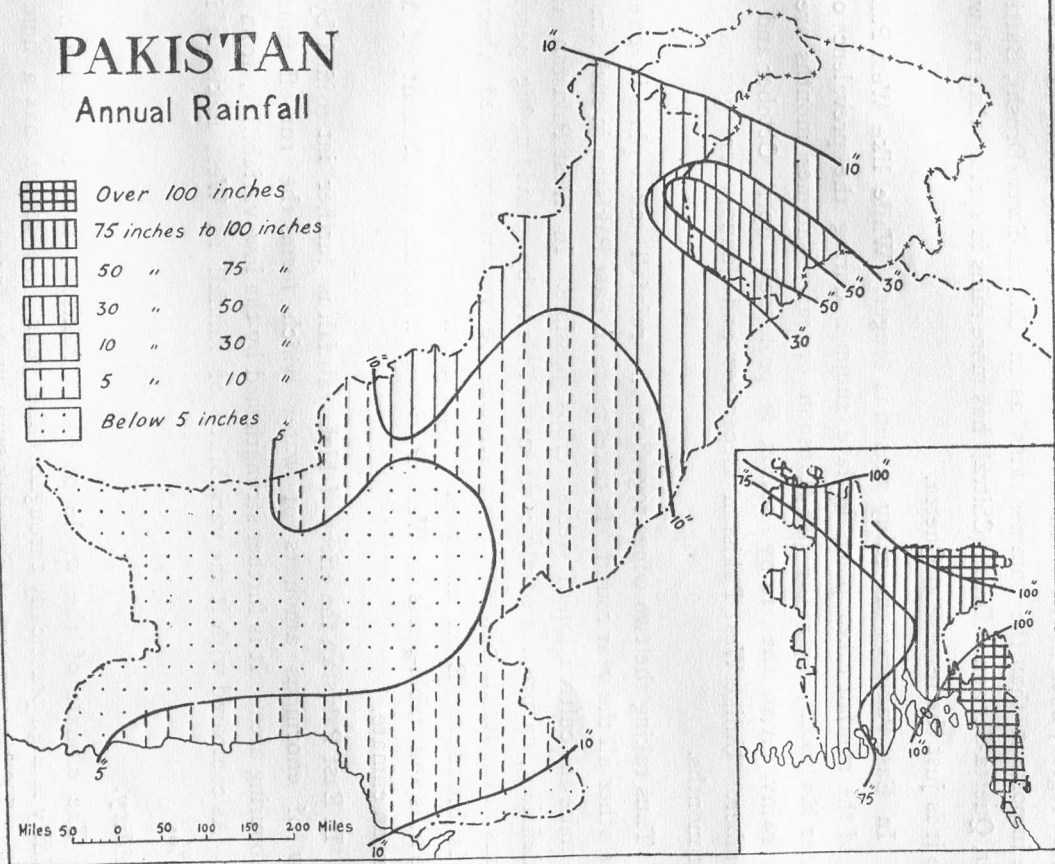 PAKISTAN
Annual Rainfall
Over 100 inches
75 inches to 100 inches
50 " 75 "
30 " 50 "
10 " 30 "
5 " 10 "
Below 5 inches
10"
10"
50"
30"
50"
30"
10"
5"
10"
5"
10"
10"
Miles 50 0 50 100 150 200 Miles
75"
100"
100"
100"
100"
75"